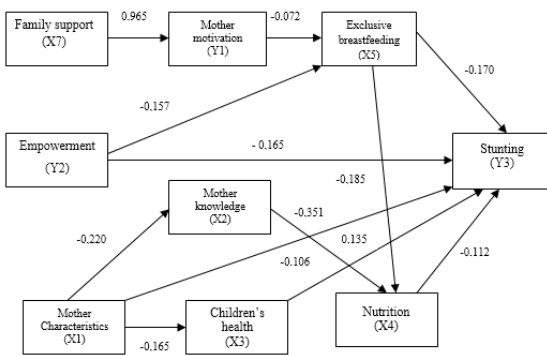 Family support
(X7)
0.965
Mother
motivation
(Y1)
-0.072
Exclusive
breastfeeding
(X5)
-0.170
-0,157
Empowerment
(Y2)
- 0,165
Stunting
(Y3)
-0,185
Mother
knowledge
(X2)
-0,351
-0,220
0,135
-0.106
-0.112
Mother
Characteristics
(X1)
-0,165
Children's
health
(X3)
Nutrition
(X4)